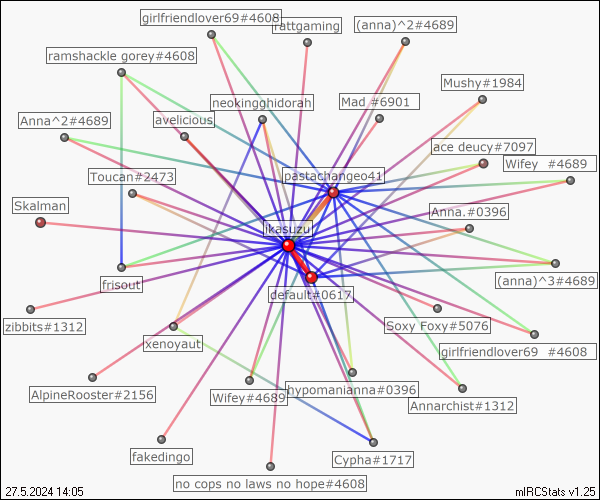 girlfriendlover69#4608
rattgaming
(anna)^2#4689
ramshackle gorey#4608
Mushy#1984
neokingghidorah
Mad #6901
Anna^2#4689
avelicious
ace deucy#7097
Wifey #4689
Toucan#2473
pastachangeo41
Skalman
Anna.#0396
lkasuzu
frisout
(anna)^3#4689
default#0617
zibbits#1312
Soxy Foxy#5076
xenoyaut
girlfriendlover69 #4608
AlpineRooster#2156
Wifey#4689
hypomanianna#0396
Annarchist#1312
fakedingo
Cypha#1717
no cops no laws no hope#4608
27.5.2024 14:05
mIRCStats v1.25